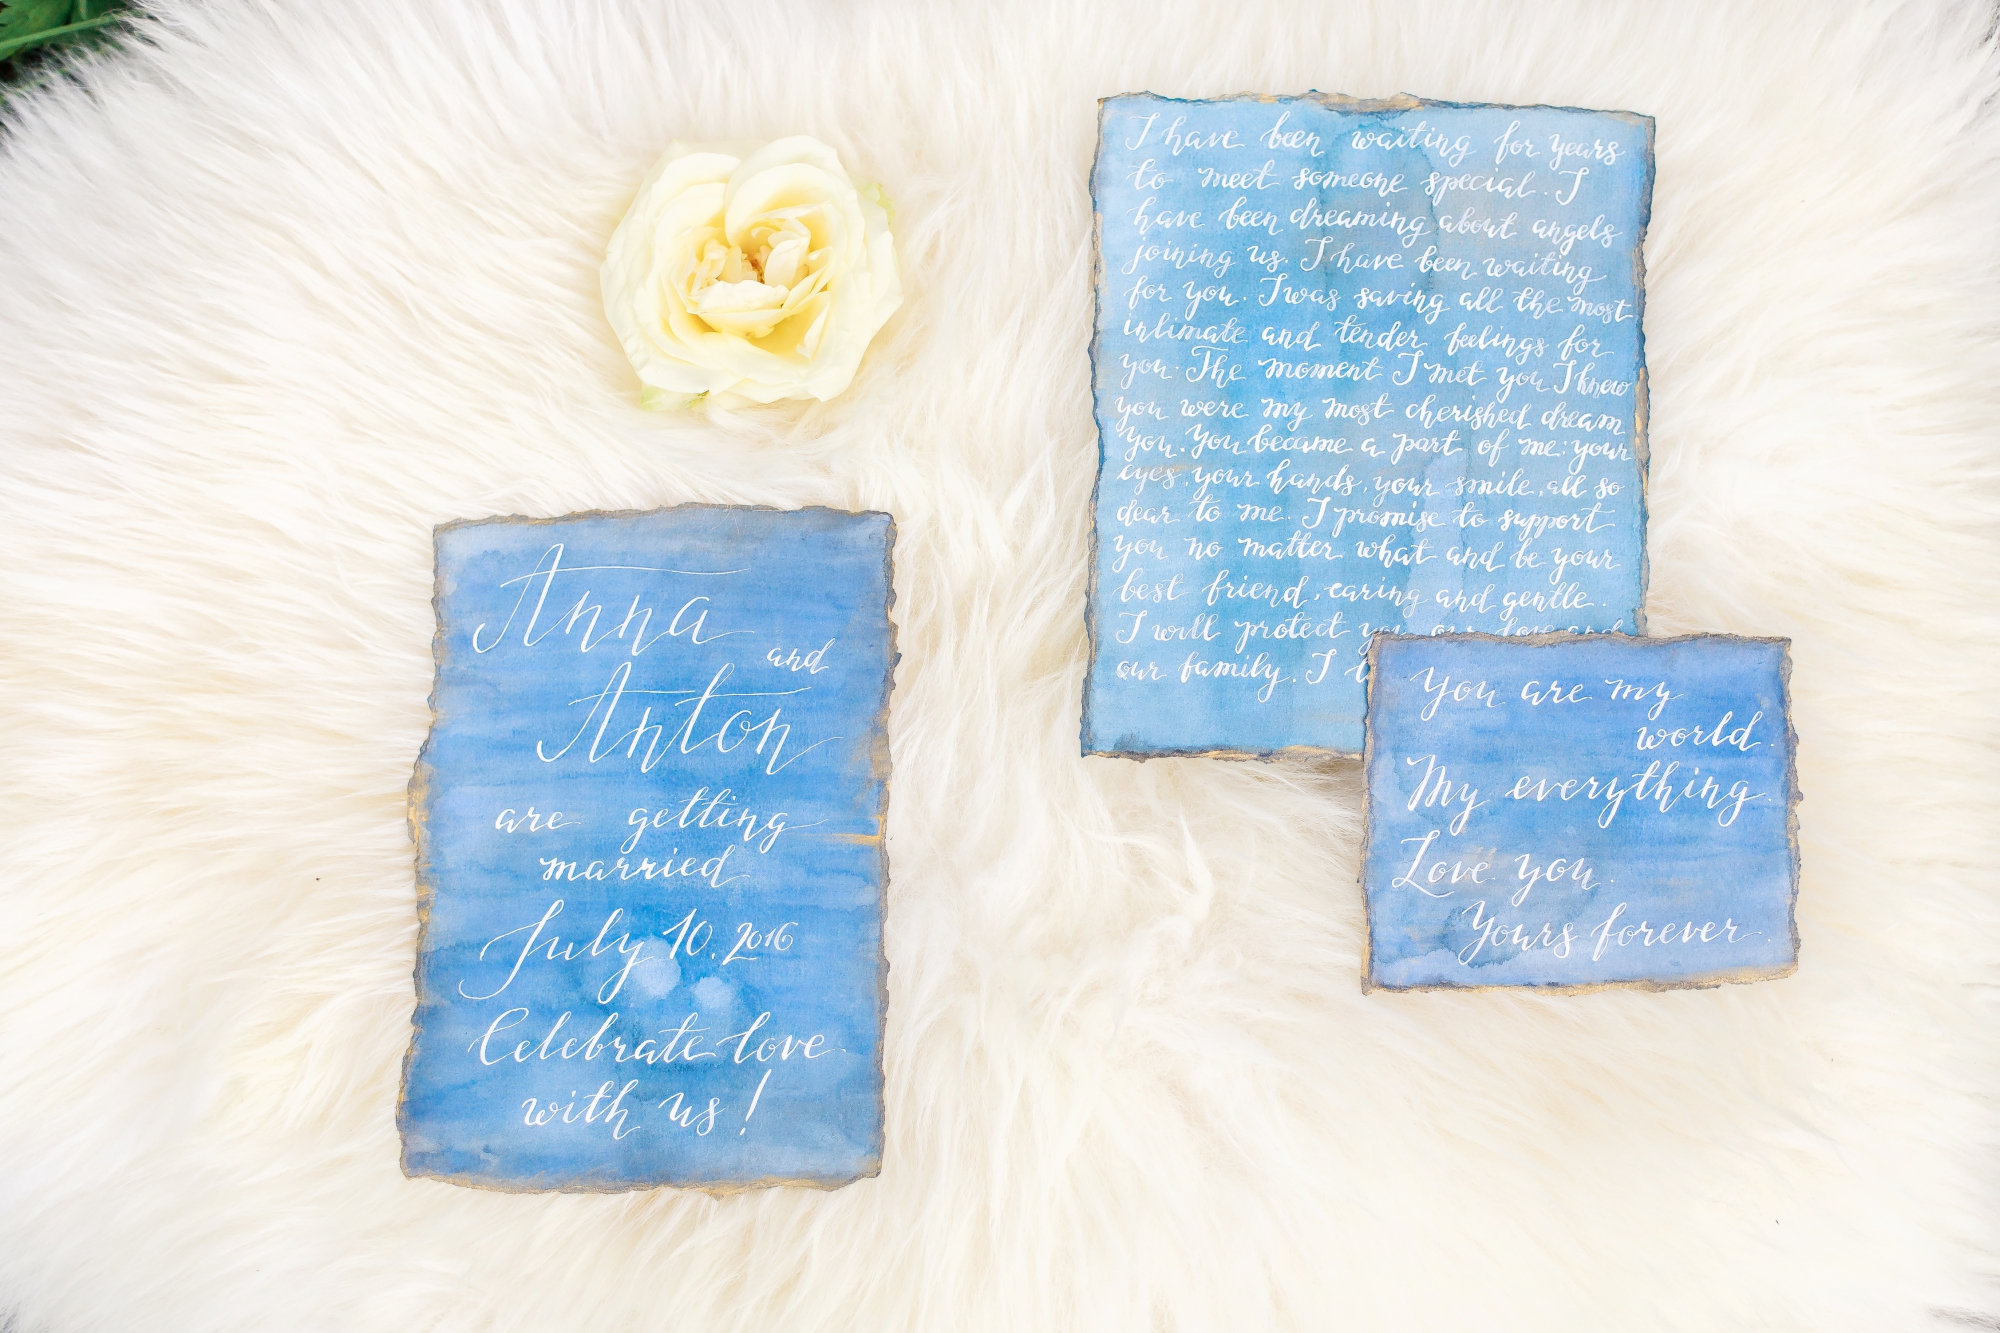 Anna
and
Anton
are getting
married
July 10.2016
Celebrate love
with us!
I have been waiting for years
to meet someone special. I
have been dreaming about angels
joining us. I have been waiting
for you. I was saving all the most
intimate and tender feelings for
you. The moment I met you I knew
you were my most cherished dream
you. You became a part of me: your
eyes, your hands, your smile, all so
dear to me. I promise to support
you no matter what and be your
best friend, caring and gentle.
I will protect you our love and
our family. I
You are my
world.
My everything.
Love you.
Yours forever.